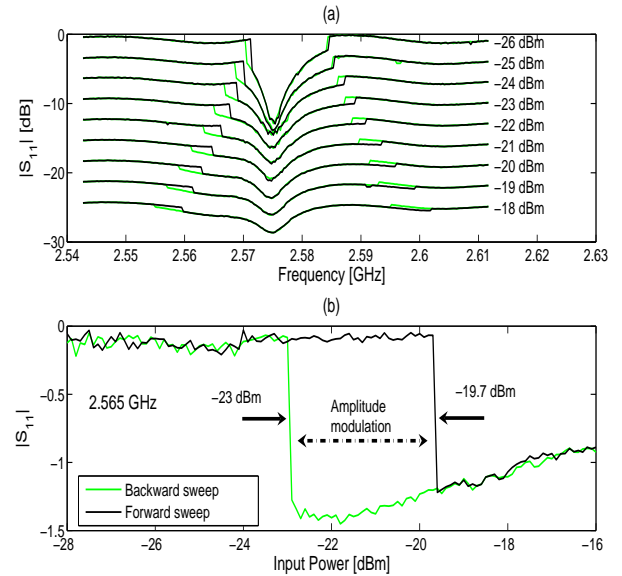 (a)
0
−10
−20
−30
|S11| [dB]
−26 dBm
−25 dBm
−24 dBm
−23 dBm
−22 dBm
−21 dBm
−20 dBm
−19 dBm
−18 dBm
2.54 2.55 2.56 2.57 2.58 2.59 2.6 2.61 2.62 2.63
Frequency [GHz]
(b)
0
−0.5
−1
−1.5
|S11|
2.565 GHz
−23 dBm
Amplitude
modulation
−19.7 dBm
Backward sweep
Forward sweep
−28 −26 −24 −22 −20 −18 −16
Input Power [dBm]